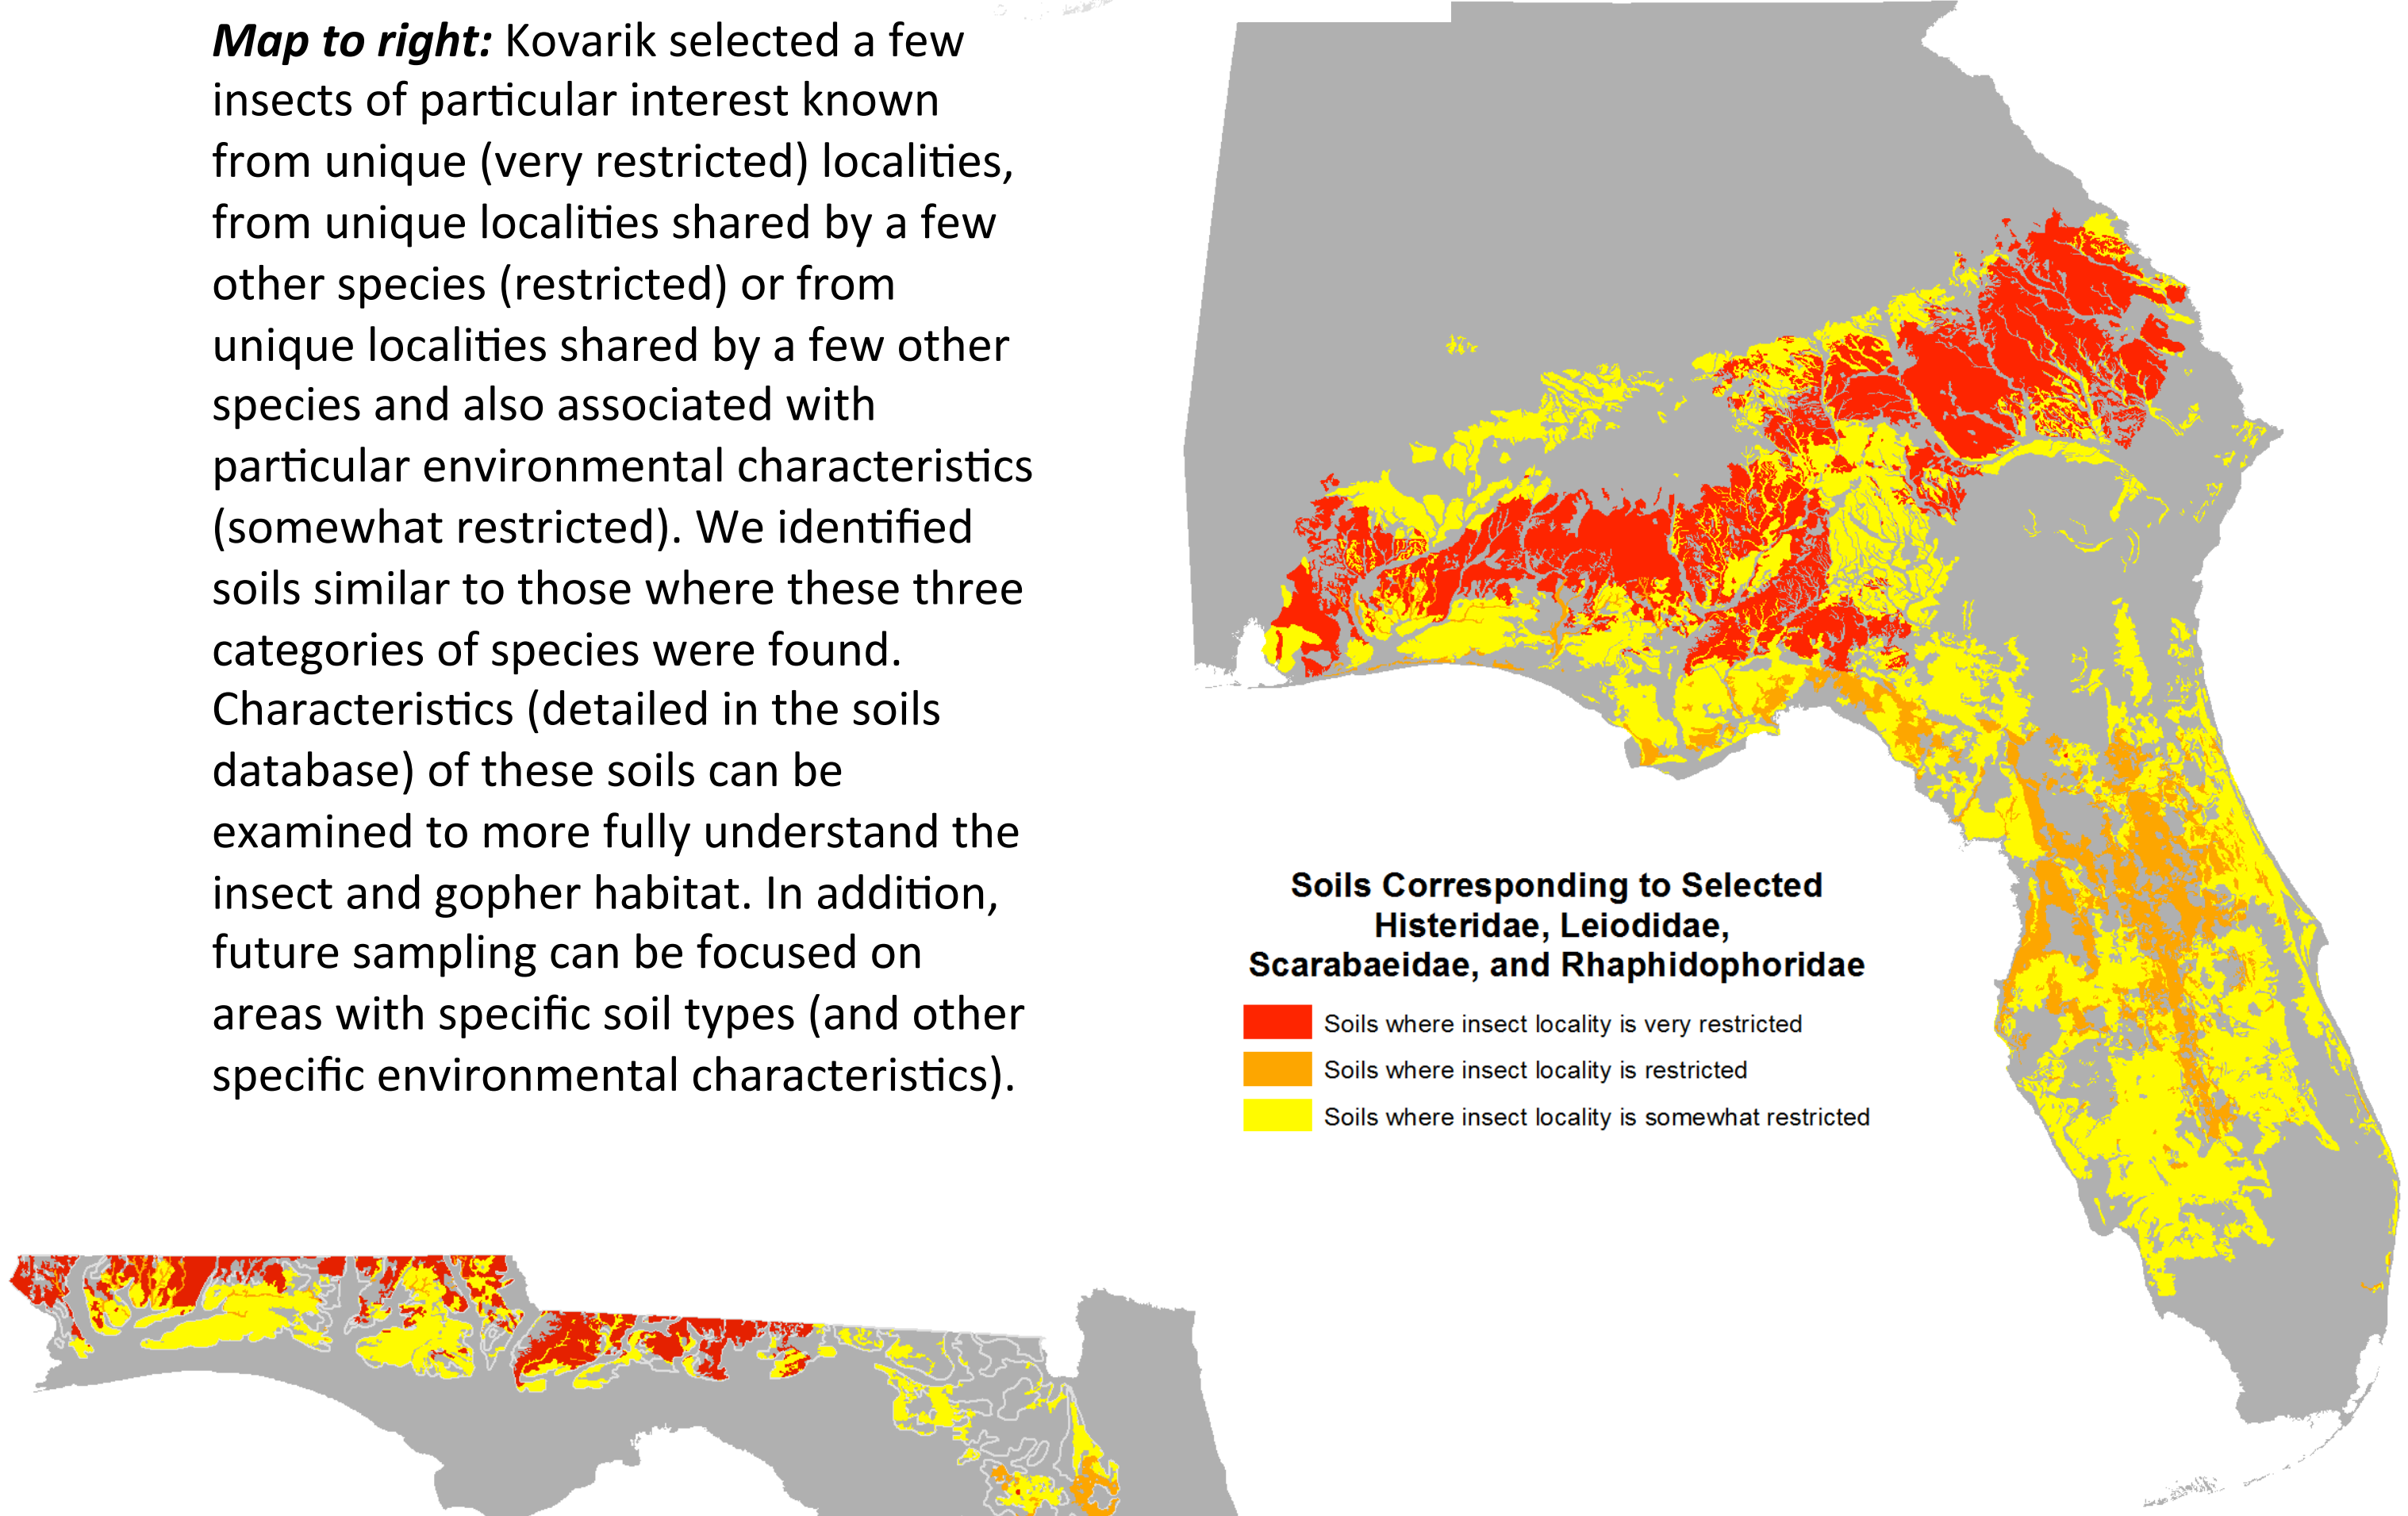 Map to right: Kovarik selected a few
insects of particular interest known
from unique (very restricted) localities,
from unique localities shared by a few
other species (restricted) or from
unique localities shared by a few other
species and also associated with
particular environmental characteristics
(somewhat restricted). We identified
soils similar to those where these three
categories of species were found.
Characteristics (detailed in the soils
database) of these soils can be
examined to more fully understand the
insect and gopher habitat. In addition,
future sampling can be focused on
areas with specific soil types (and other
specific environmental characteristics).
Soils Corresponding to Selected
Histeridae, Leiodidae,
Scarabaeidae, and Rhaphidophoridae
Soils where insect locality is very restricted
Soils where insect locality is restricted
Soils where insect locality is somewhat restricted